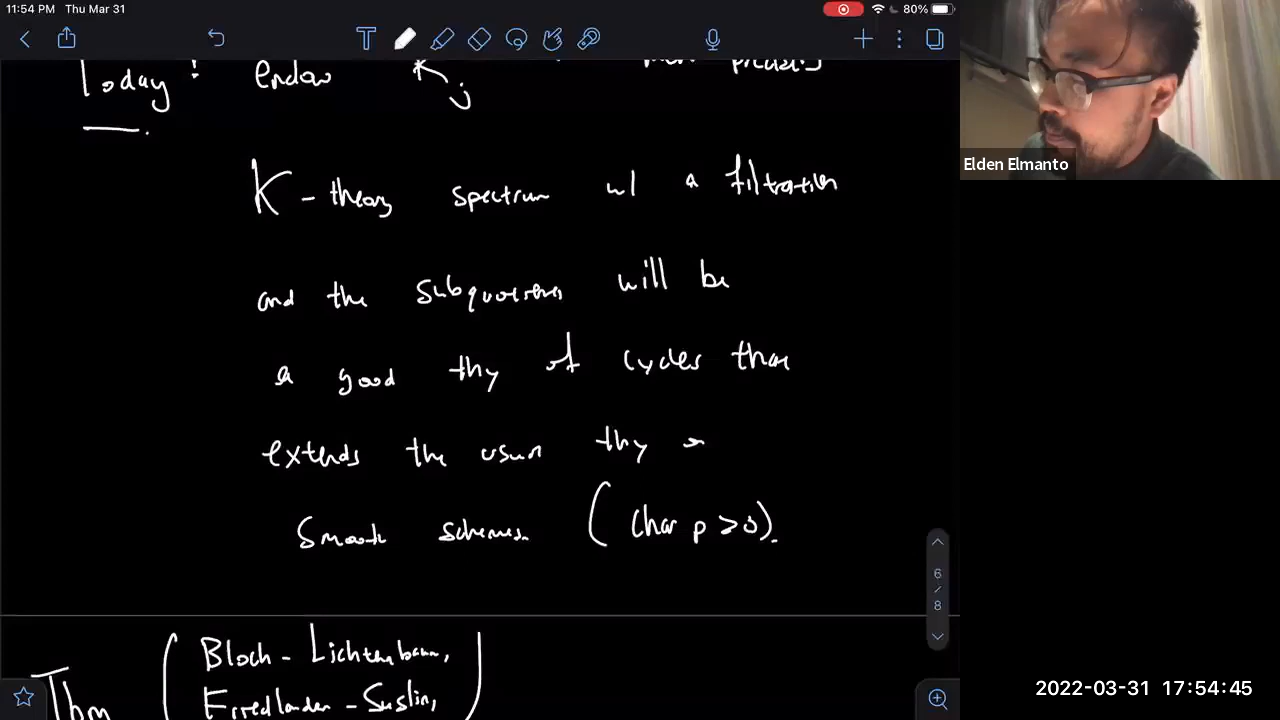 11:54 PM Thu Mar 31
80%
Today! endow K
K-theory spectrum w/ a filtration
Elden Elmanto
and the subquotients will be
a good thy of cycles that
extends the usual thy on
smooth schemes (char p > 0).
6
/
8
Thm (Bloch - Lichtenbaum,
Friedlander - Suslin,
2022-03-31 17:54:45